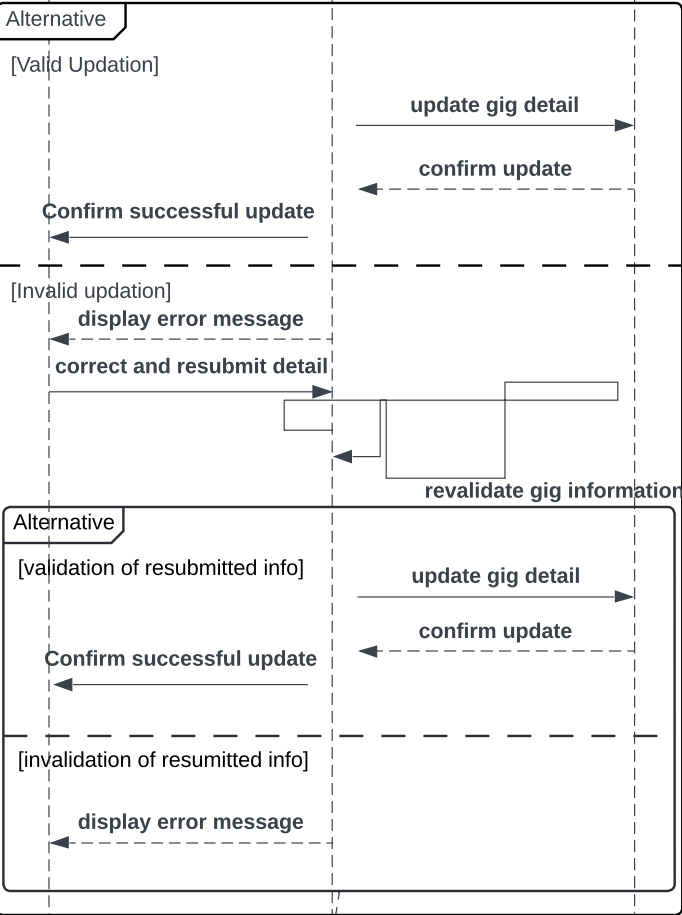 Alternative
[Valid Updation]
update gig detail
confirm update
Confirm successful update
[Invalid updation]
display error message
correct and resubmit detail
revalidate gig information
Alternative
[validation of resubmitted info]
update gig detail
confirm update
Confirm successful update
[invalidation of resumitted info]
display error message